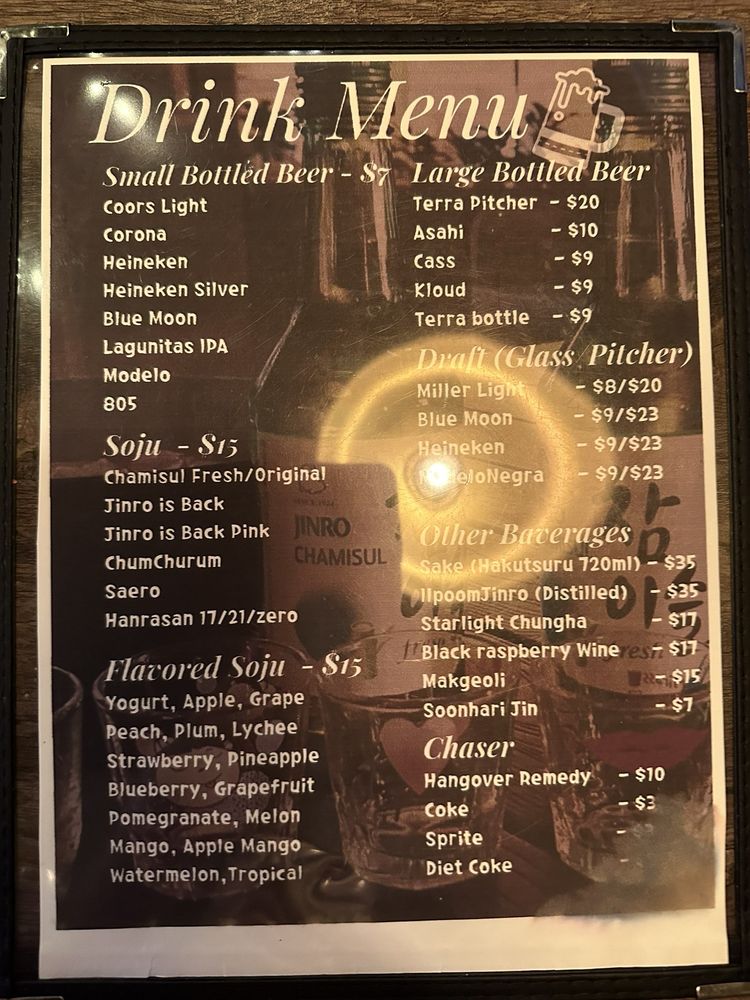 Drink Menu
Small Bottled Beer - $7
Coors Light
Corona
Heineken
Heineken Silver
Blue Moon
Lagunitas IPA
Modelo
805
Soju - $15
Chamisul Fresh/Original
Jinro is Back
Jinro is Back Pink
ChumChurum
Saero
Hanrasan 17/21/zero
Flavored Soju - $15
Yogurt, Apple, Grape
Peach, Plum, Lychee
Strawberry, Pineapple
Blueberry, Grapefruit
Pomegranate, Melon
Mango, Apple Mango
Watermelon,Tropical
Large Bottled Beer
Terra Pitcher - $20
Asahi - $10
Cass - $9
Kloud - $9
Terra bottle - $9
Draft (Glass Pitcher)
Miller Light - $8/$20
Blue Moon - $9/$23
Heineken - $9/$23
ModeloNegra - $9/$23
Other Baverages
Sake (Hakutsuru 720ml) - $35
IlpoomJinro (Distilled) - $35
Starlight Chungha - $17
Black raspberry Wine - $17
Makgeoli - $15
Soonhari Jin - $7
Chaser
Hangover Remedy - $10
Coke - $3
Sprite -
Diet Coke -
JINRO
CHAMISUL
fresh